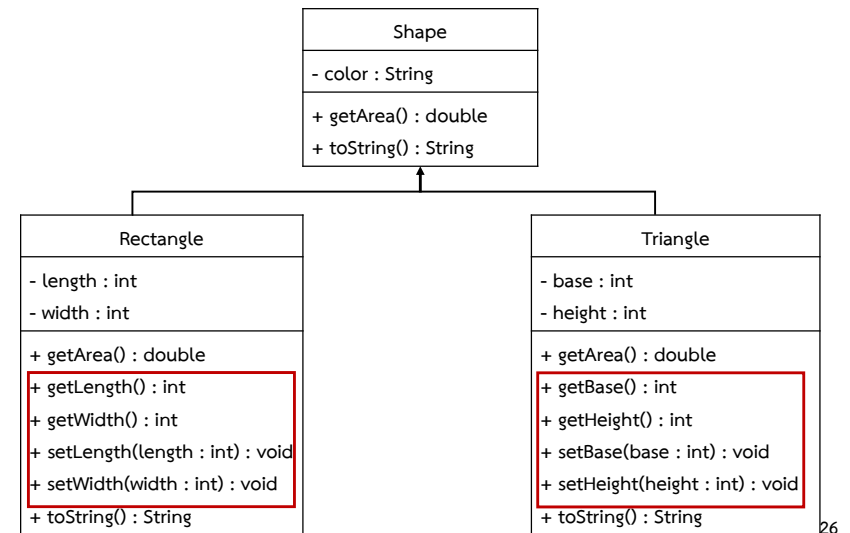 Shape
- color : String
+ getArea() : double
+ toString() : String
Rectangle
- length : int
- width : int
+ getArea() : double
+ getLength() : int
+ getWidth() : int
+ setLength(length : int) : void
+ setWidth(width : int) : void
+ toString() : String
Triangle
- base : int
- height : int
+ getArea() : double
+ getBase() : int
+ getHeight() : int
+ setBase(base : int) : void
+ setHeight(height : int) : void
+ toString() : String
26